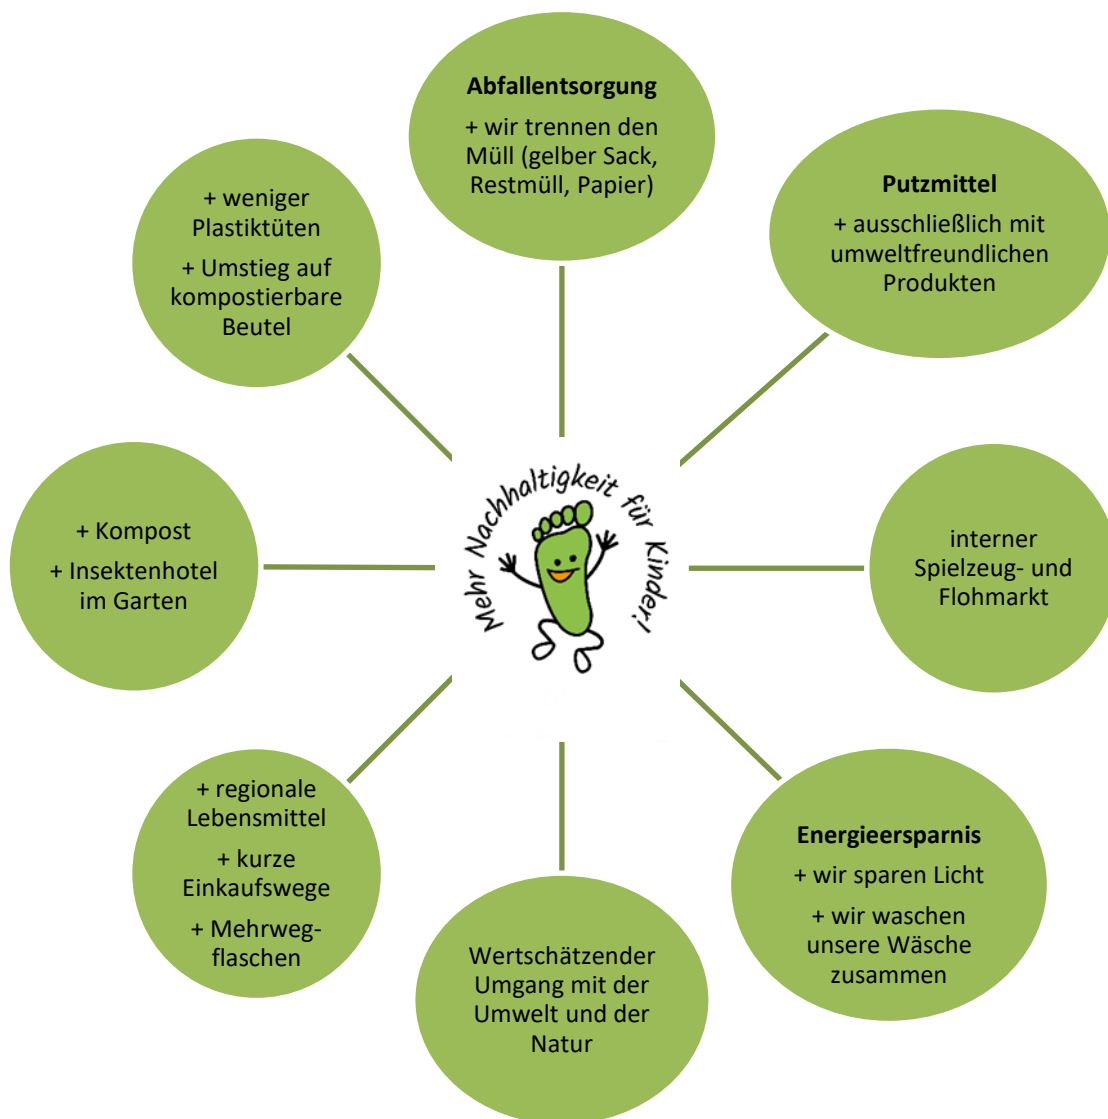 Abfallentsorgung
+ wir trennen den
Müll (gelber Sack,
Restmüll, Papier)
Putzmittel
+ ausschließlich mit
umweltfreundlichen
Produkten
interner
Spielzeug- und
Flohmarkt
Energieersparnis
+ wir sparen Licht
+ wir waschen
unsere Wäsche
zusammen
Wertschätzender
Umgang mit der
Umwelt und der
Natur
+ regionale
Lebensmittel
+ kurze
Einkaufswege
+ Mehrweg-
flaschen
+ Kompost
+ Insektenhotel
im Garten
+ weniger
Plastiktüten
+ Umstieg auf
kompostierbare
Beutel
Mehr Nachhaltigkeit für Kinder!